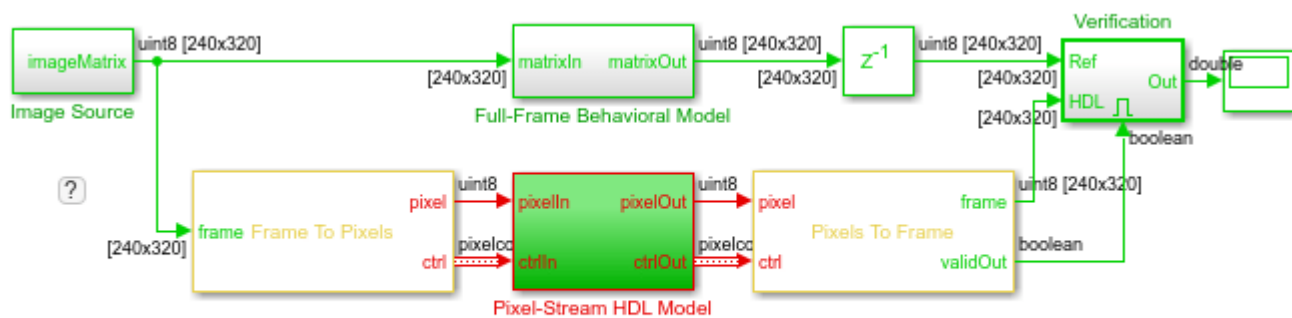 Verification
imageMatrix
uint8 [240x320]
[240x320]
matrixIn
matrixOut
uint8 [240x320]
[240x320]
z-1
uint8 [240x320]
[240x320]
Ref
HDL
Out
double
[240x320]
boolean
Image Source
Full-Frame Behavioral Model
?
[240x320]
frame
Frame To Pixels
pixel
ctrl
uint8
pixelcc
pixelIn
ctrlIn
pixelOut
ctrlOut
uint8
pixelcc
pixel
ctrl
Pixels To Frame
frame
validOut
uint8 [240x320]
boolean
Pixel-Stream HDL Model